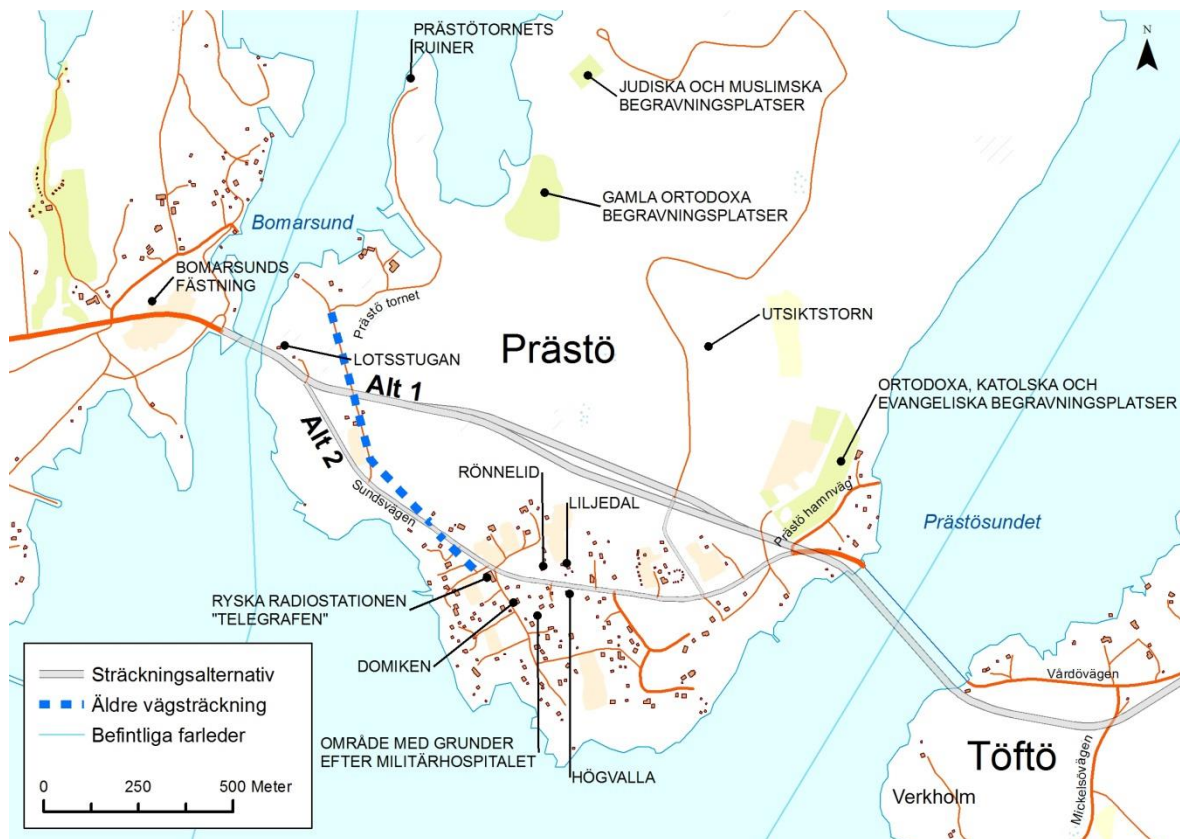 PRÄSTÖTORNETS
RUINER
N
JUDISKA OCH MUSLIMSKA
BEGRAVNINGSPLATSER
GAMLA ORTODOXA
BEGRAVNINGSPLATSER
Bomarsund
BOMARSUNDS
FÄSTNING
Prästö tornet
UTSIKTSTORN
Prästö
LOTSSTUGAN
Alt 1
ORTODOXA, KATOLSKA OCH
EVANGELISKA BEGRAVNINGSPLATSER
Alt 2
RÖNNELID
LILJEDAL
Sundsvägen
Prästö hamnväg
Prästösundet
RYSKA RADIOSTATIONEN
"TELEGRAFEN"
DOMIKEN
OMRÅDE MED GRUNDER
EFTER MILITÄRHOSPITALET
HÖGVALLA
Vårdövägen
Töftö
Verkholm
Mickelsövägen
Sträckningsalternativ
Äldre vägsträckning
Befintliga farleder
0 250 500 Meter